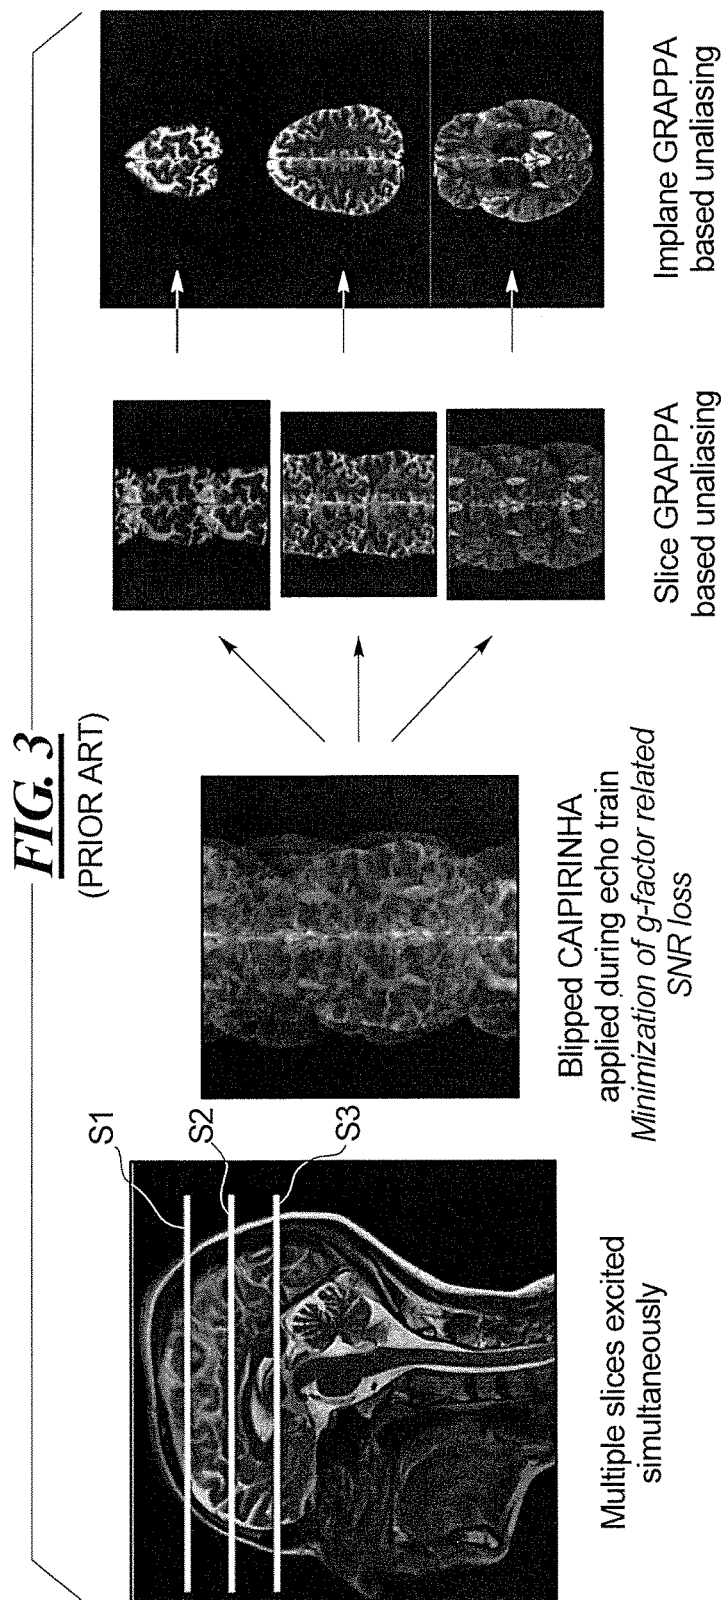 FIG. 3
(PRIOR ART)
S1
S2
S3
Multiple slices excited
simultaneously
Blipped CAIPIRINHA
applied during echo train
Minimization of g-factor related
SNR loss
Slice GRAPPA
based unaliasing
Implane GRAPPA
based unaliasing